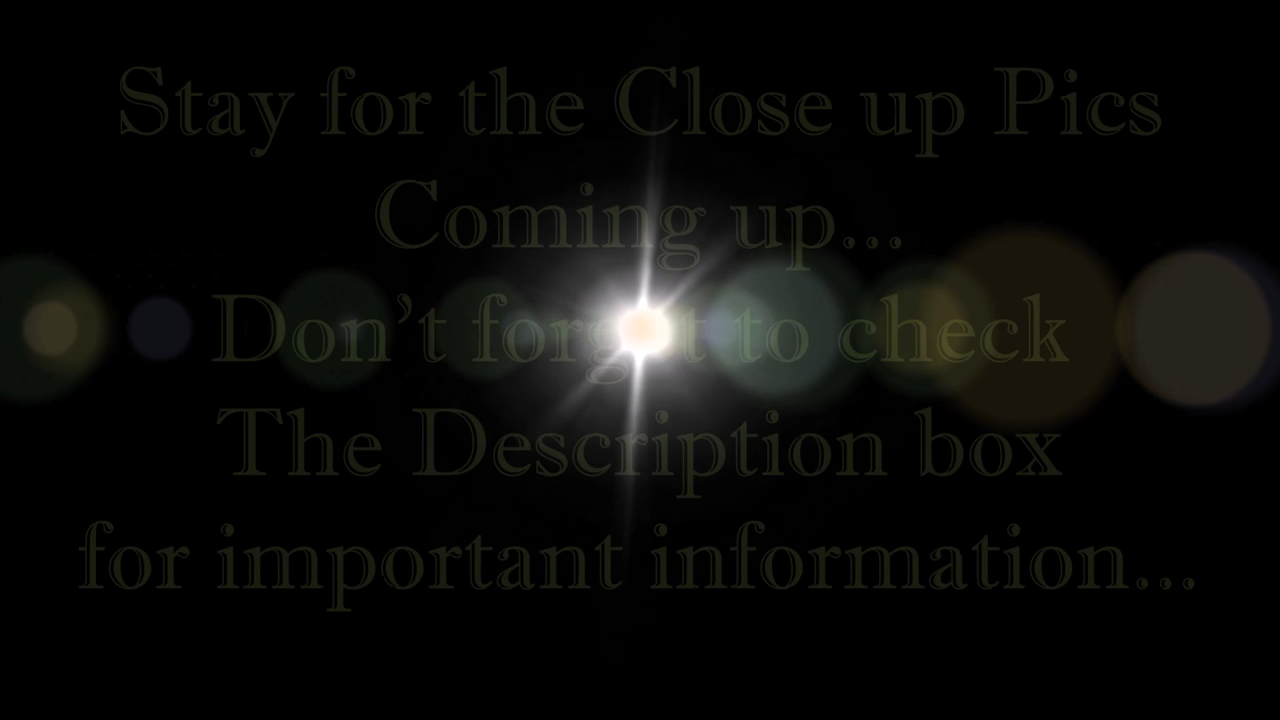 Stay for the Close up Pics
Coming up...
Don't forget to check
The Description box
for important information...